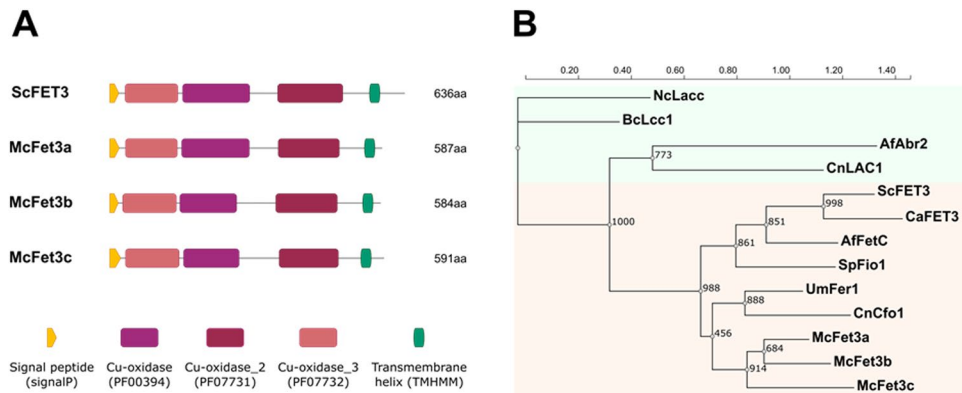 A
ScFET3
636aa
McFet3a
587aa
McFet3b
584aa
McFet3c
591aa
Signal peptide
(signalP)
Cu-oxidase
(PF00394)
Cu-oxidase_2
(PF07731)
Cu-oxidase_3
(PF07732)
Transmembrane
helix (TMHMM)
B
0.20 0.40 0.60 0.80 1.00 1.20 1.40
NcLacc
BcLcc1
AfAbr2
773
CnLAC1
ScFET3
998
CaFET3
851
1000
AfFetC
861
SpFio1
988
UmFer1
888
CnCfo1
456
McFet3a
684
McFet3b
914
McFet3c